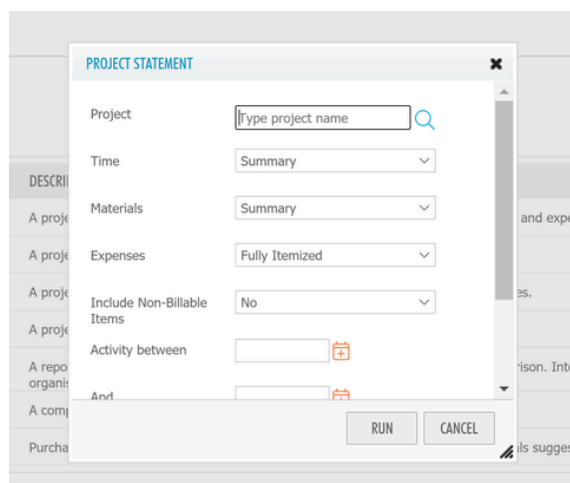 PROJECT STATEMENT
Project
Type project name
Time
Summary
Materials
Summary
Expenses
Fully Itemized
Include Non-Billable
Items
No
Activity between
And
RUN
CANCEL
DESCRI
A proje
and expe
A proje
A proje
es.
A proje
A repo
rison. Int
organis
A comp
Purcha
ls sugges